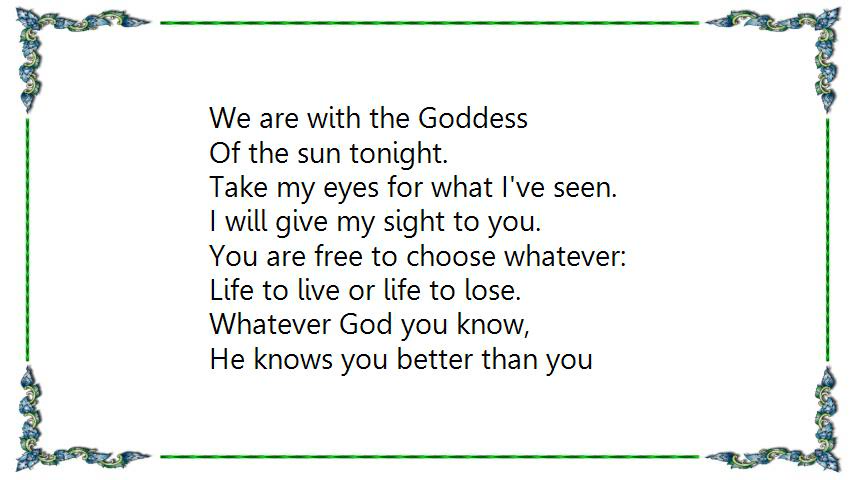 We are with the Goddess
Of the sun tonight.
Take my eyes for what I've seen.
I will give my sight to you.
You are free to choose whatever:
Life to live or life to lose.
Whatever God you know,
He knows you better than you